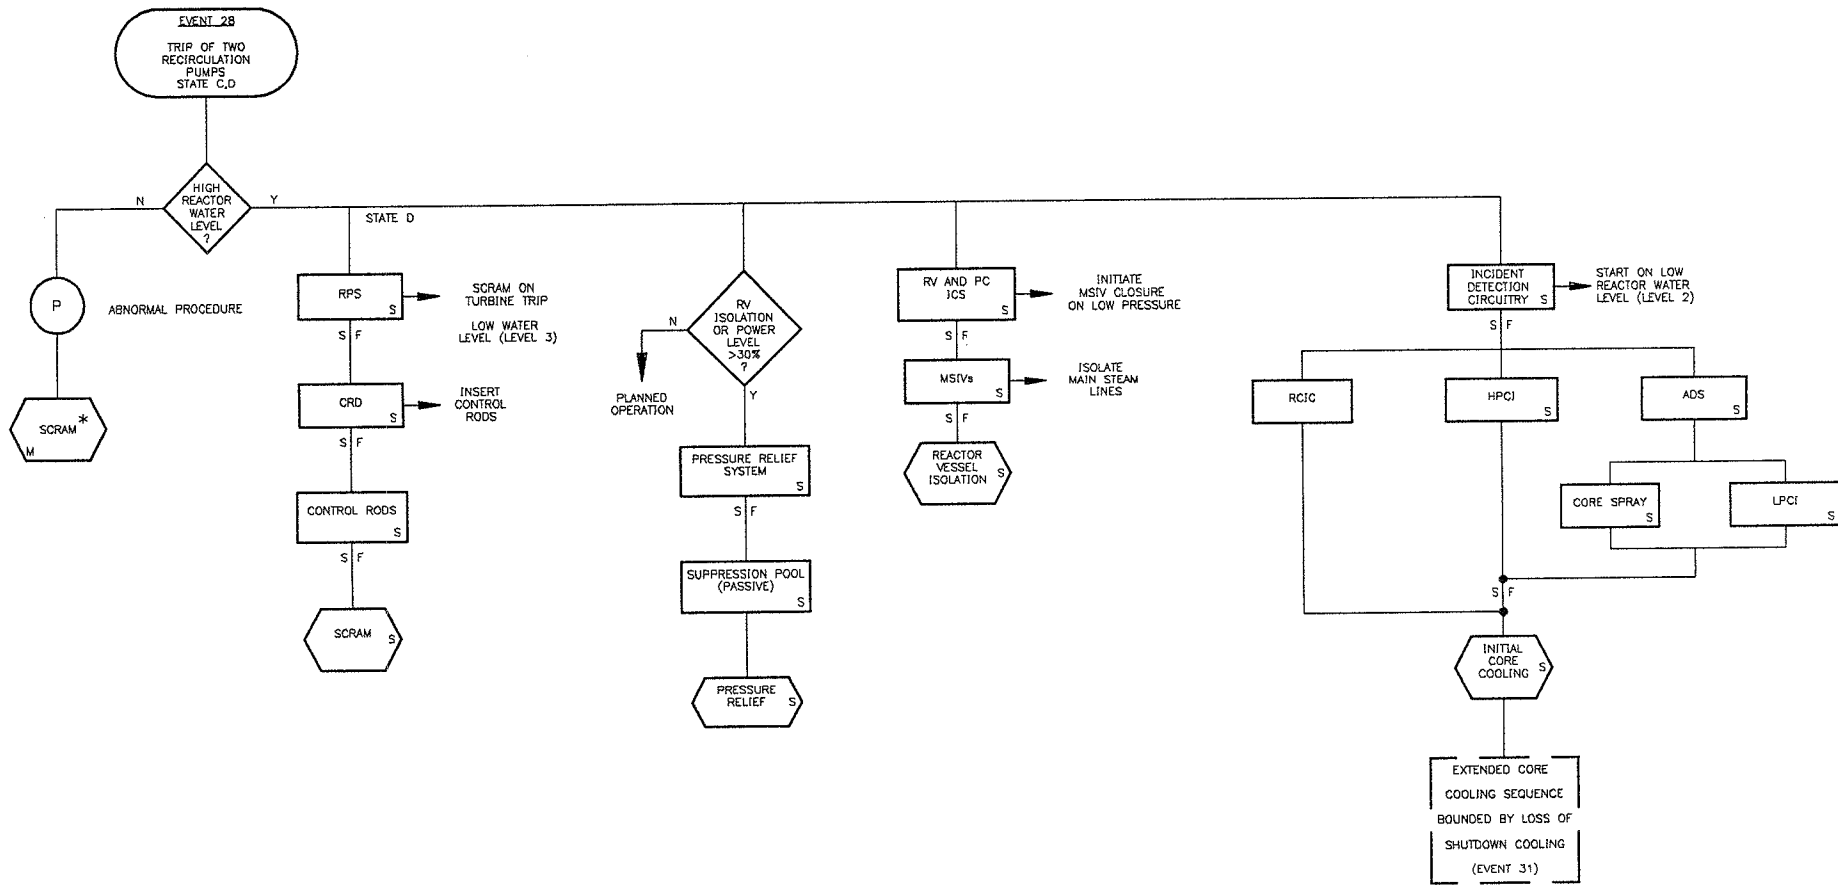 EVENT 28
TRIP OF TWO
RECIRCULATION
PUMPS
STATE C,D
HIGH
REACTOR
WATER
LEVEL
?
N
Y
STATE D
P
ABNORMAL PROCEDURE
SCRAM *
M
RPS
S
SCRAM ON
TURBINE TRIP
LOW WATER
LEVEL (LEVEL 3)
S F
CRD
S
INSERT
CONTROL
RODS
S F
CONTROL RODS
S
S F
SCRAM
S
RV
ISOLATION
OR POWER
LEVEL
>30%
?
N
Y
PLANNED
OPERATION
PRESSURE RELIEF
SYSTEM
S
S F
SUPPRESSION POOL
(PASSIVE)
S
PRESSURE
RELIEF
S
RV AND PC
ICS
S
INITIATE
MSIV CLOSURE
ON LOW PRESSURE
S F
MSIVs
S
ISOLATE
MAIN STEAM
LINES
S F
REACTOR
VESSEL
ISOLATION
S
INCIDENT
DETECTION
CIRCUITRY
S
START ON LOW
REACTOR WATER
LEVEL (LEVEL 2)
S F
RCIC
HPCI
S
ADS
S
CORE SPRAY
S
LPCI
S
S F
INITIAL
CORE
COOLING
S
EXTENDED CORE
COOLING SEQUENCE
BOUNDED BY LOSS OF
SHUTDOWN COOLING
(EVENT 31)